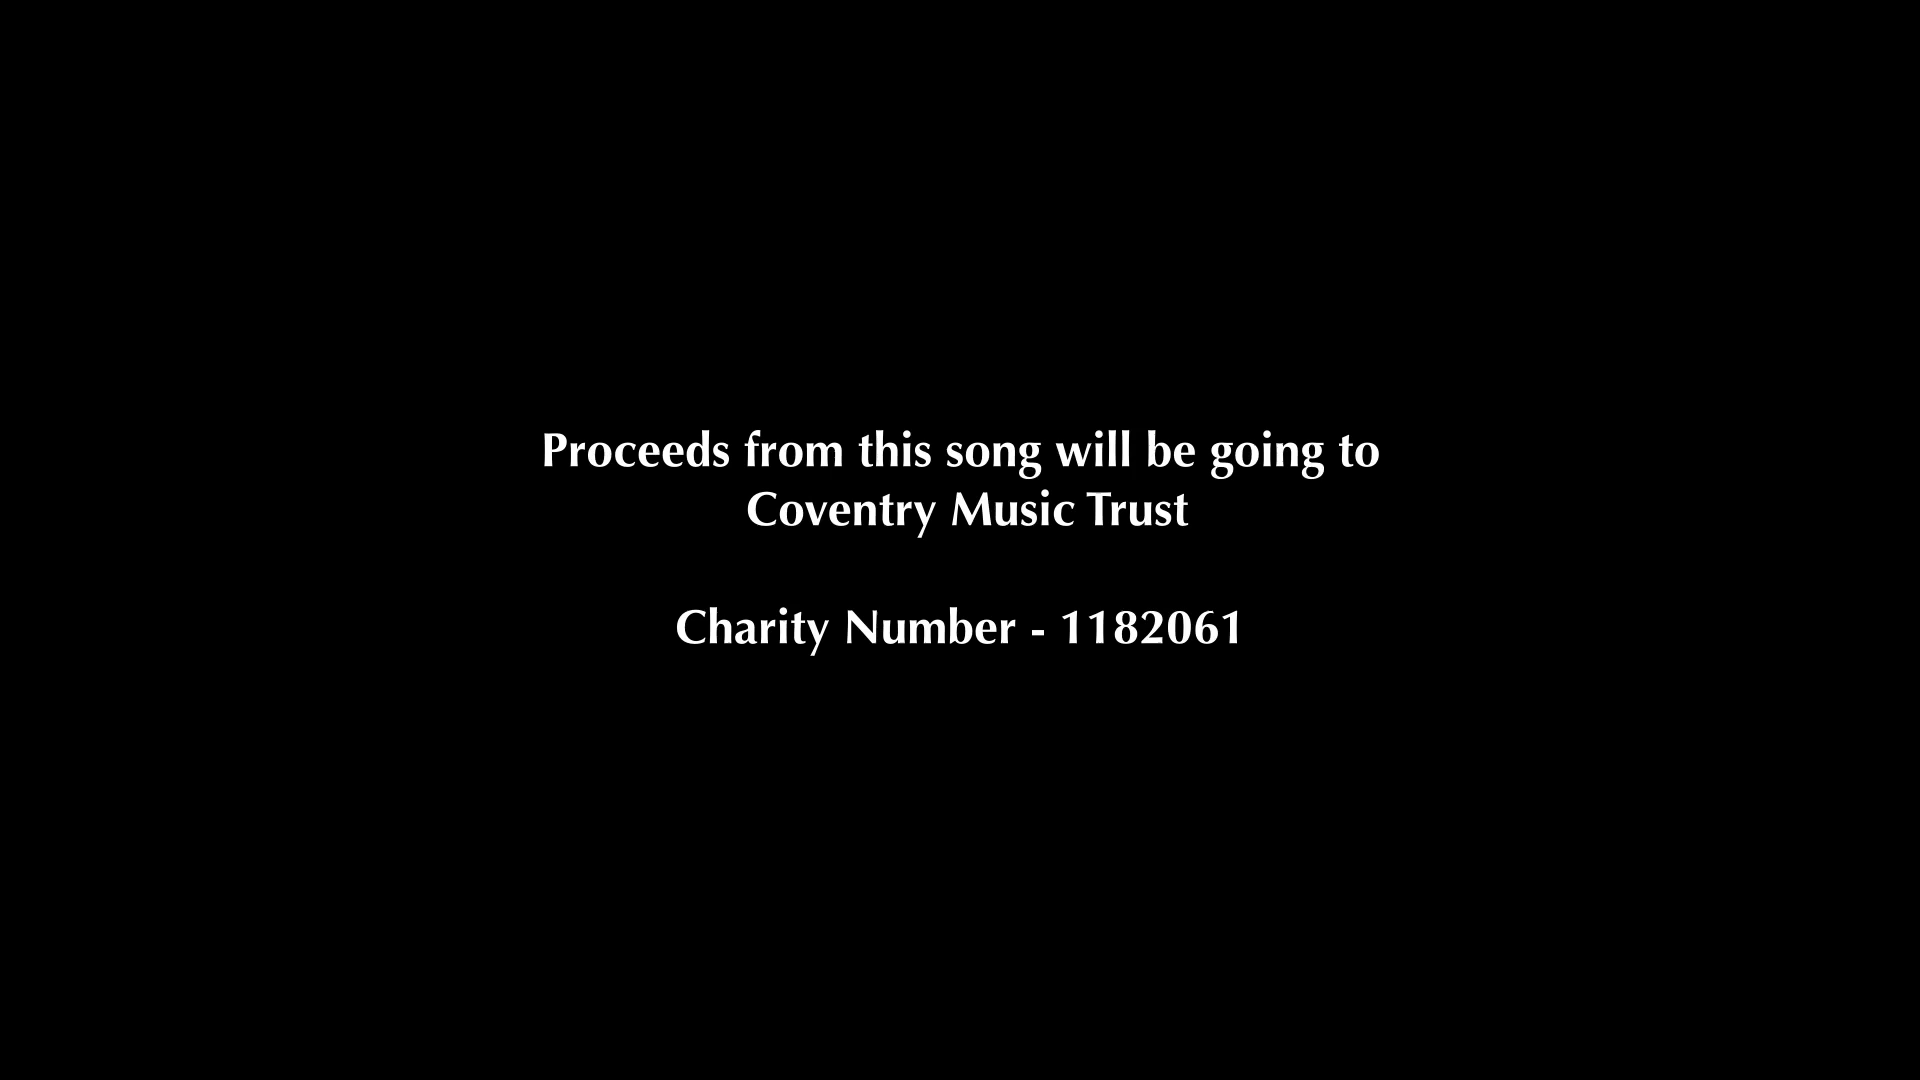 Proceeds from this song will be going to
Coventry Music Trust
Charity Number - 1182061